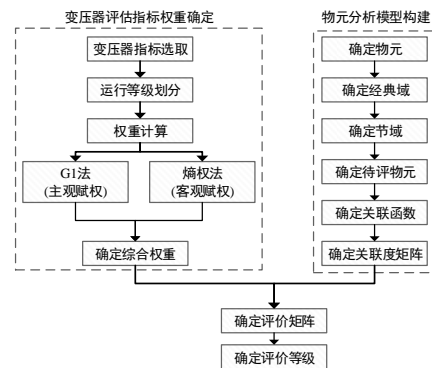 变压器评估指标权重确定
变压器指标选取
运行等级划分
权重计算
G1法
(主观赋权)
熵权法
(客观赋权)
确定综合权重
物元分析模型构建
确定物元
确定经典域
确定节域
确定待评物元
确定关联函数
确定关联度矩阵
确定评价矩阵
确定评价等级